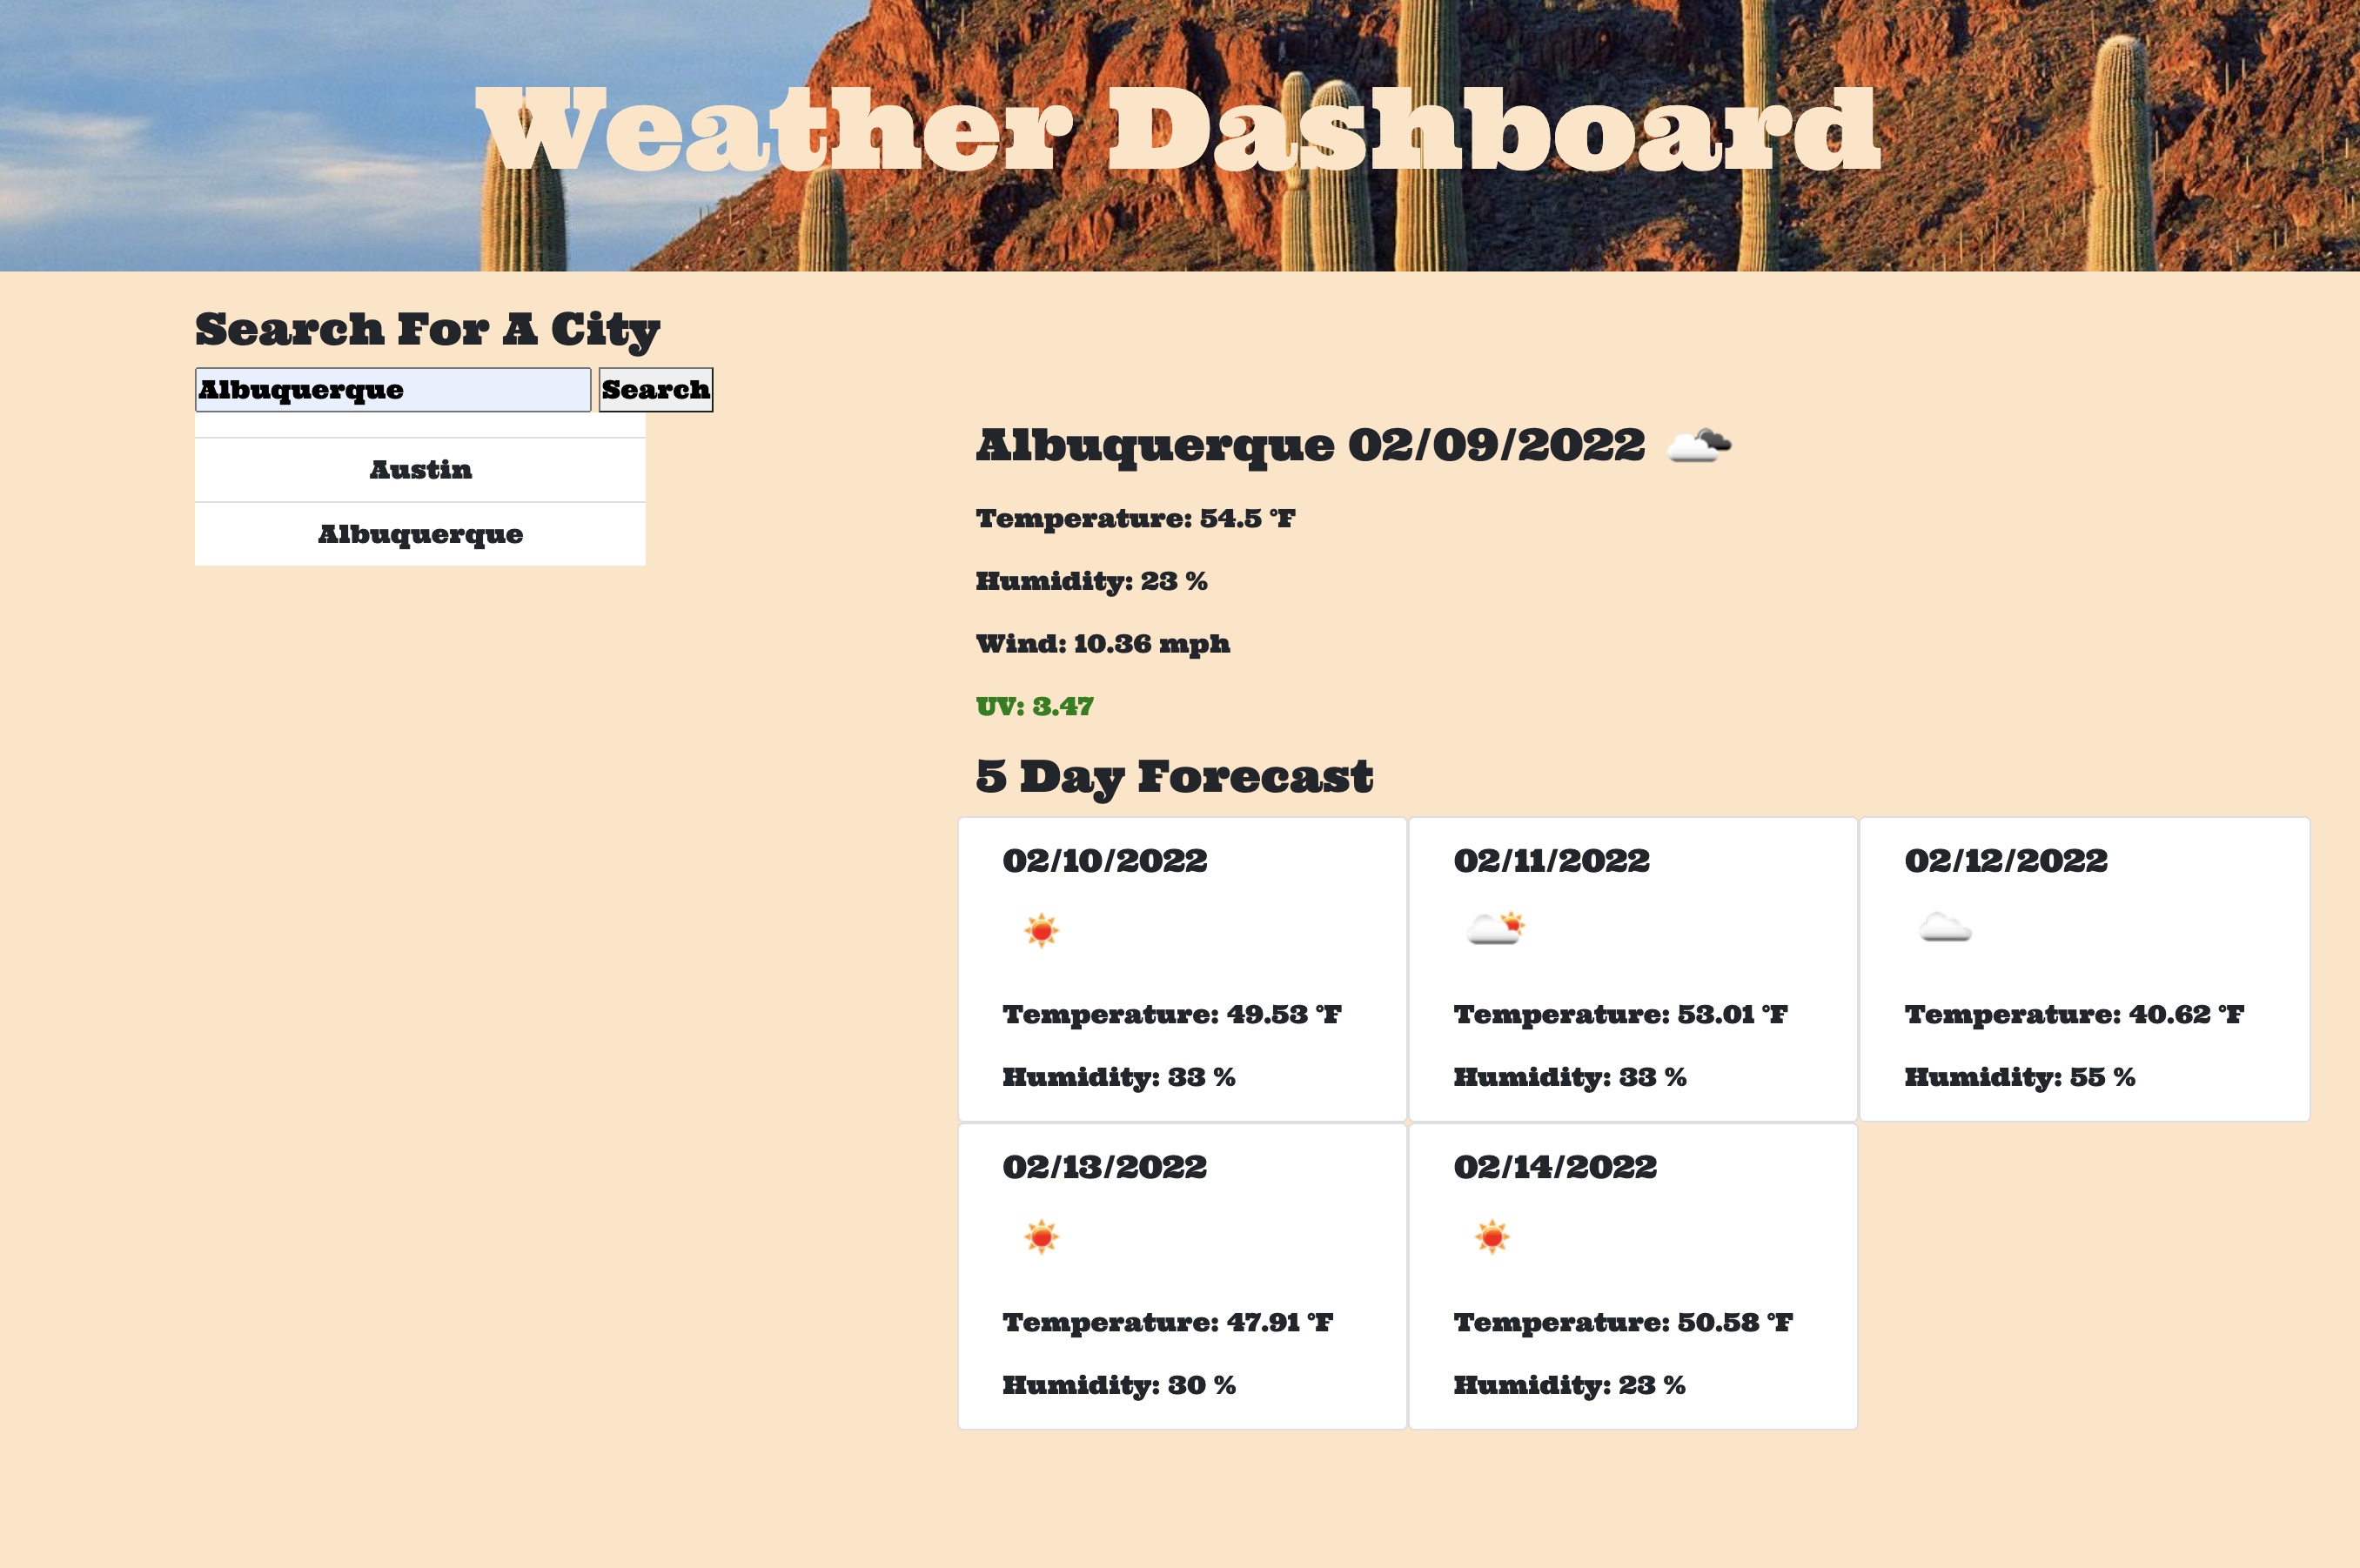 Weather Dashboard
Search For A City
Albuquerque Search
Austin
Albuquerque
Albuquerque 02/09/2022
Temperature: 54.5 °F
Humidity: 23 %
Wind: 10.36 mph
UV: 3.47
5 Day Forecast
02/10/2022
Temperature: 49.53 °F
Humidity: 33 %
02/11/2022
Temperature: 53.01 °F
Humidity: 33 %
02/12/2022
Temperature: 40.62 °F
Humidity: 55 %
02/13/2022
Temperature: 47.91 °F
Humidity: 30 %
02/14/2022
Temperature: 50.58 °F
Humidity: 23 %